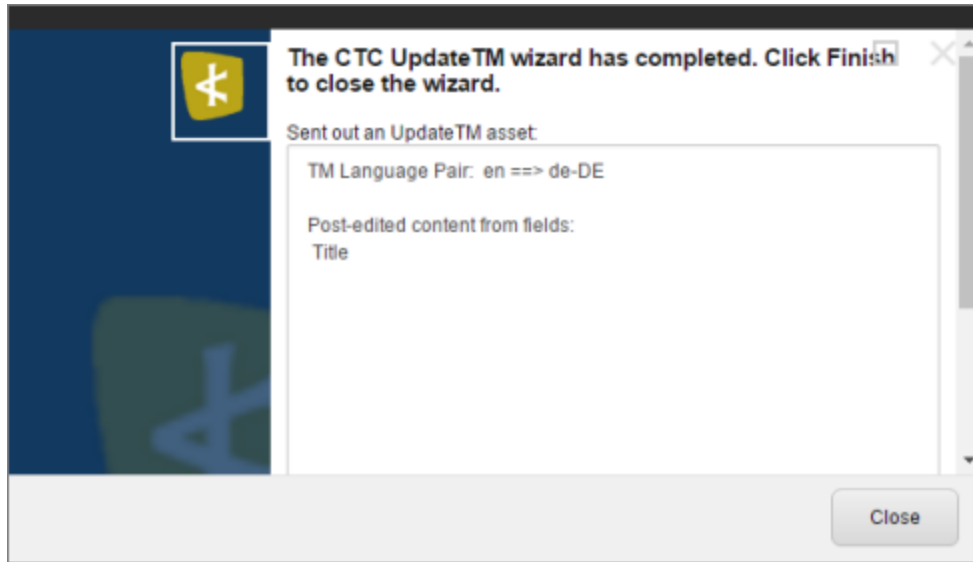 The CTC UpdateTM wizard has completed. Click Finish
to close the wizard.
Sent out an UpdateTM asset:
TM Language Pair:  en ==> de-DE
Post-edited content from fields:
Title
Close